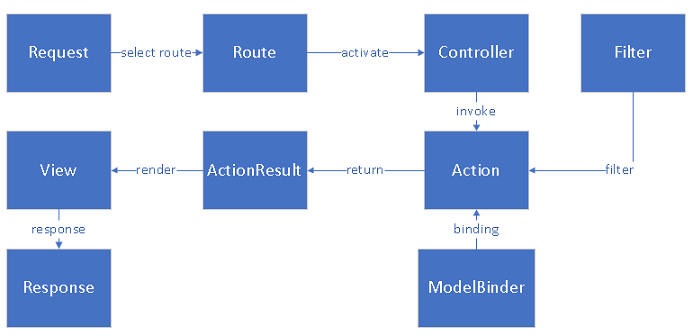 Request
select route
Route
activate
Controller
Filter
invoke
View
render
ActionResult
return
Action
filter
response
binding
Response
ModelBinder